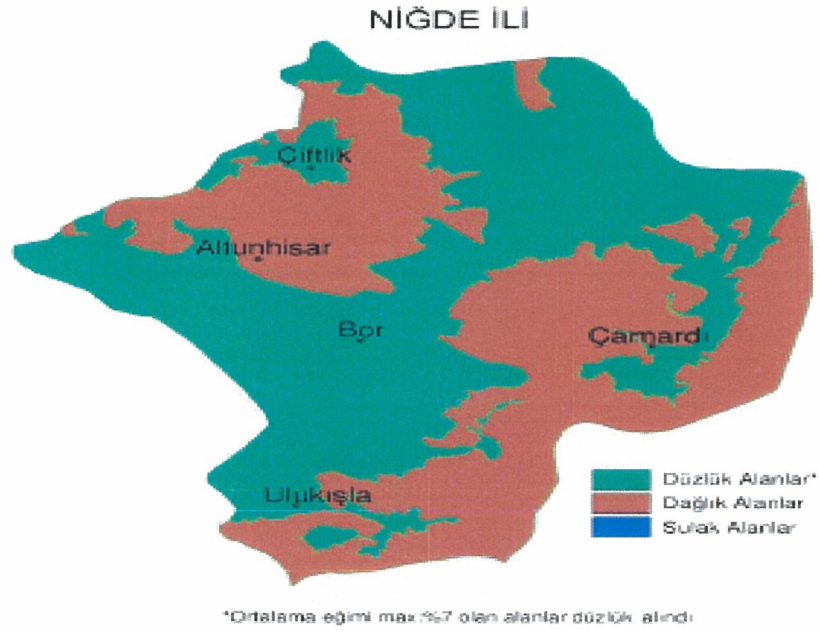 NİĞDE İLİ
Çiftlik
Altunhisar
Bor
Çamardı
Ulukışla
Düzlük Alanlar*
Dağlık Alanlar
Sulak Alanlar
*Ortalama eğimi max:%7 olan alanlar düzlük alındı